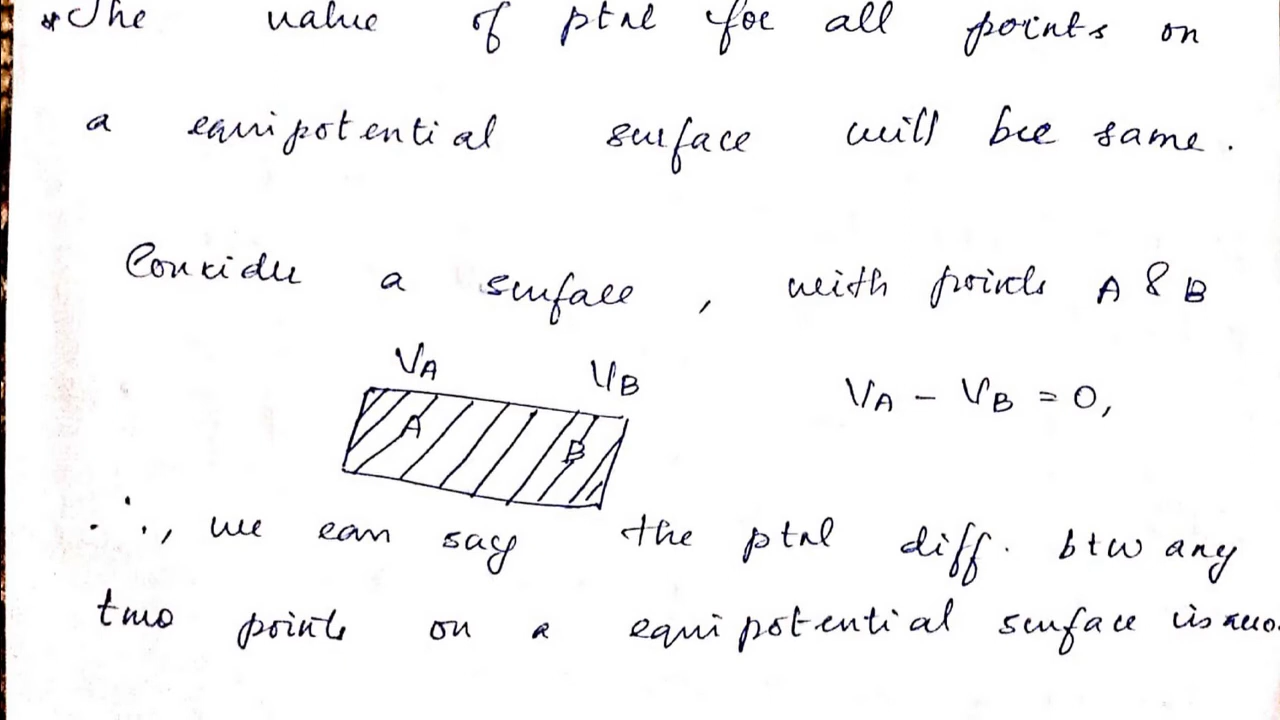 *The value of ptnl for all points on
a equipotential surface will be same.
Consider a surface, with points A & B
VA VB
VA - VB = 0,
A B
∴, we can say the ptnl diff. btw any
two points on a equipotential surface is zero.